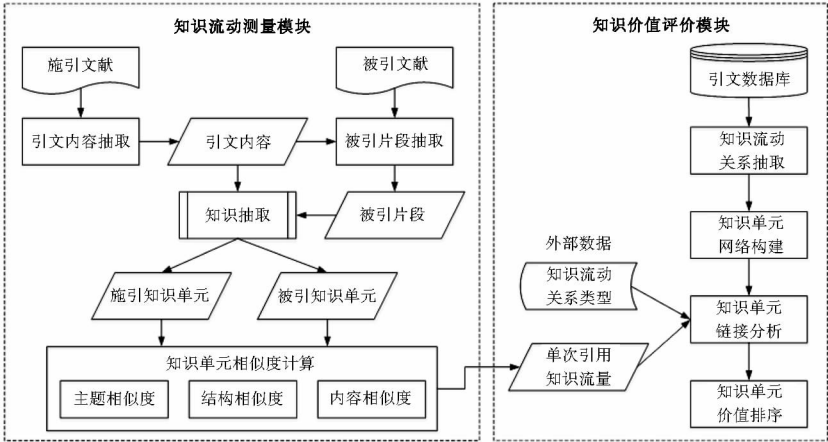 知识流动测量模块
施引文献
被引文献
引文内容抽取
引文内容
被引片段抽取
知识抽取
被引片段
施引知识单元
被引知识单元
知识单元相似度计算
主题相似度
结构相似度
内容相似度
知识价值评价模块
引文数据库
知识流动
关系抽取
知识单元
网络构建
外部数据
知识流动
关系类型
知识单元
链接分析
单次引用
知识流量
知识单元
价值排序